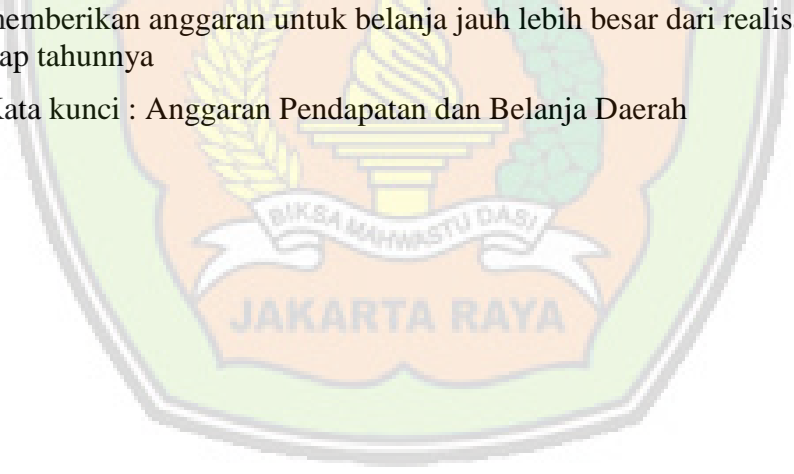 memberikan anggaran untuk belanja jauh lebih besar dari realis
ap tahunnya
Kata kunci : Anggaran Pendapatan dan Belanja Daerah
BIKSA MAHWASTU DASI
JAKARTA RAYA